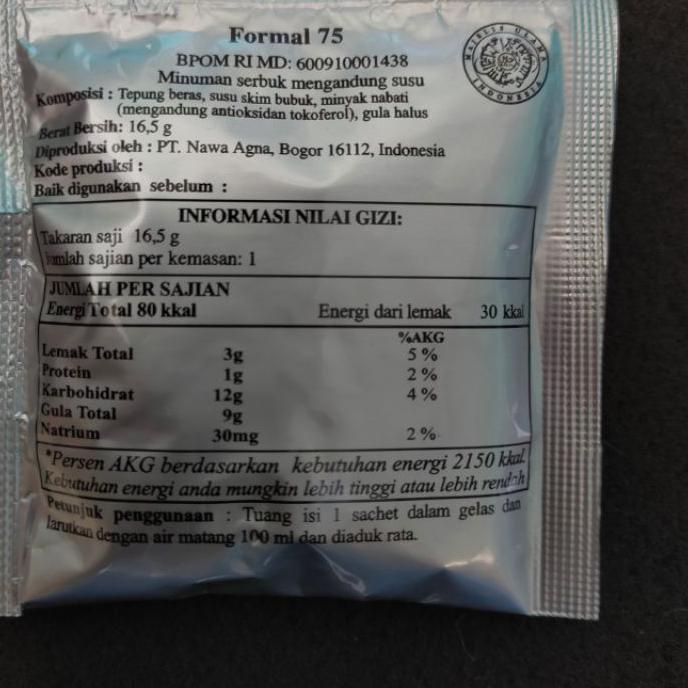 Formal 75
BPOM RI MD: 600910001438
Minuman serbuk mengandung susu
Komposisi : Tepung beras, susu skim bubuk, minyak nabati
(mengandung antioksidan tokoferol), gula halus
Berat Bersih: 16,5 g
Diproduksi oleh : PT. Nawa Agna, Bogor 16112, Indonesia
Kode produksi :
Baik digunakan sebelum :
MAJELIS ULAMA
INDONESIA
INFORMASI NILAI GIZI:
Takaran saji 16,5 g
Jumlah sajian per kemasan: 1
JUMLAH PER SAJIAN
Energi Total 80 kkal Energi dari lemak 30 kkal
%AKG
Lemak Total 3g 5 %
Protein 1g 2 %
Karbohidrat 12g 4 %
Gula Total 9g
Natrium 30mg 2 %
*Persen AKG berdasarkan kebutuhan energi 2150 kkal.
Kebutuhan energi anda mungkin lebih tinggi atau lebih rendah
Petunjuk penggunaan : Tuang isi 1 sachet dalam gelas dan
larutkan dengan air matang 100 ml dan diaduk rata.